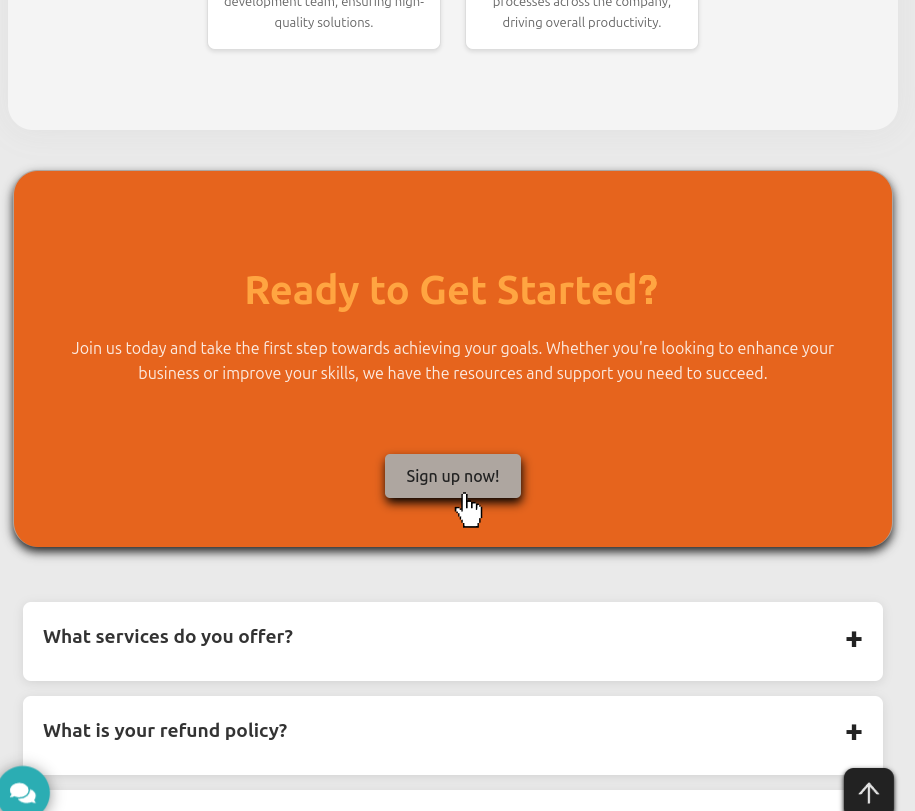 development team, ensuring high-
quality solutions.
processes across the company,
driving overall productivity.
Ready to Get Started?
Join us today and take the first step towards achieving your goals. Whether you're looking to enhance your
business or improve your skills, we have the resources and support you need to succeed.
Sign up now!
What services do you offer?
What is your refund policy?